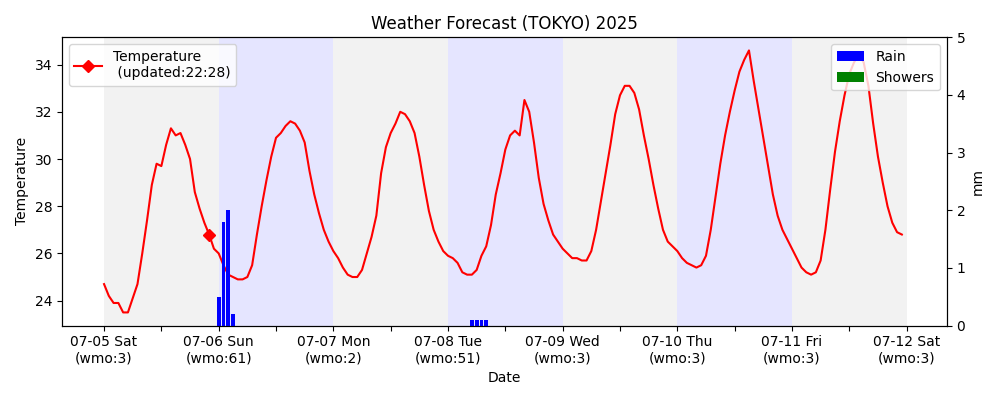 Weather Forecast (TOKYO) 2025
Temperature
(updated:22:28)
Rain
Showers
34
32
30
28
26
24
Temperature
5
4
3
2
1
0
mm
07-05 Sat
(wmo:3)
07-06 Sun
(wmo:61)
07-07 Mon
(wmo:2)
07-08 Tue
(wmo:51)
07-09 Wed
(wmo:3)
07-10 Thu
(wmo:3)
07-11 Fri
(wmo:3)
07-12 Sat
(wmo:3)
Date